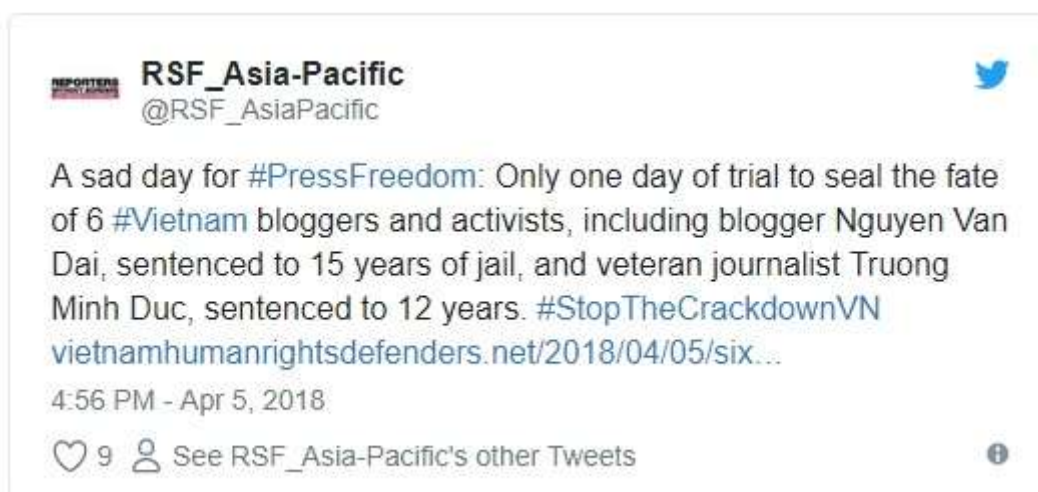 REPORTERS
WITHOUT BORDERS
RSF_Asia-Pacific
@RSF_AsiaPacific
A sad day for #PressFreedom: Only one day of trial to seal the fate
of 6 #Vietnam bloggers and activists, including blogger Nguyen Van
Dai, sentenced to 15 years of jail, and veteran journalist Truong
Minh Duc, sentenced to 12 years. #StopTheCrackdownVN
vietnamhumanrightsdefenders.net/2018/04/05/six…
4:56 PM - Apr 5, 2018
9 See RSF_Asia-Pacific's other Tweets